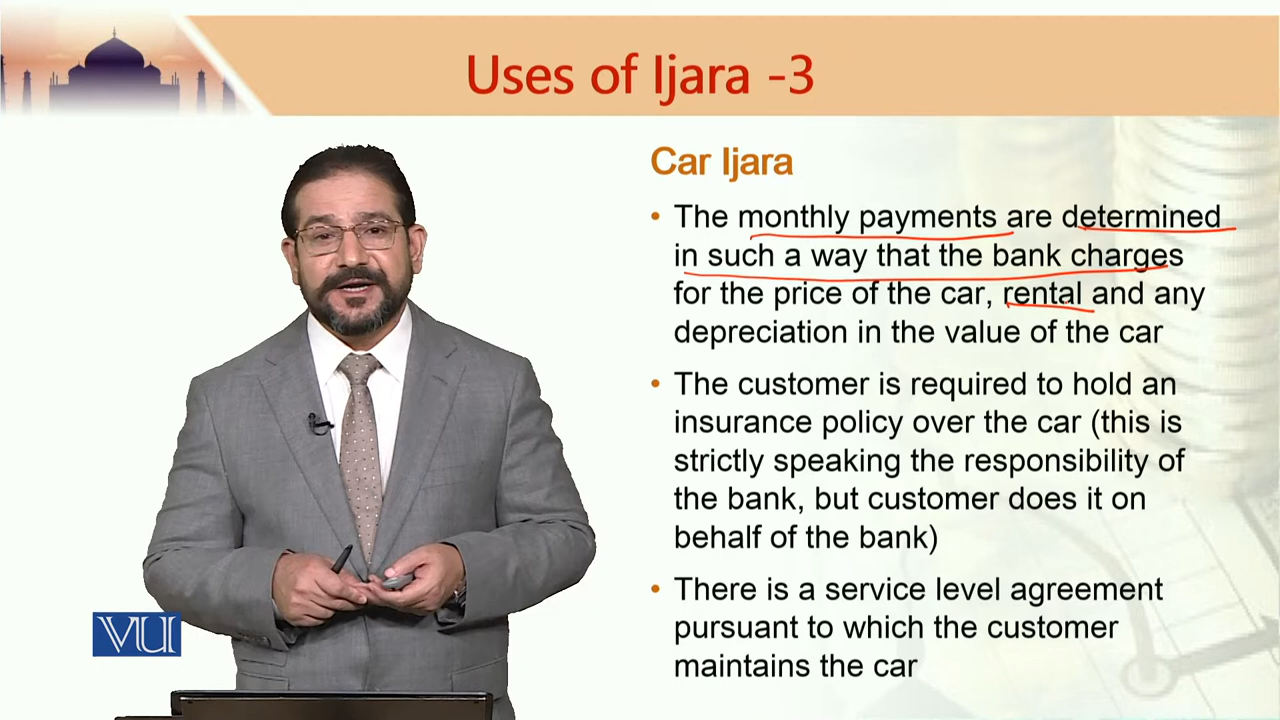 Uses of Ijara -3
Car Ijara
• The monthly payments are determined
in such a way that the bank charges
for the price of the car, rental and any
depreciation in the value of the car
• The customer is required to hold an
insurance policy over the car (this is
strictly speaking the responsibility of
the bank, but customer does it on
behalf of the bank)
• There is a service level agreement
pursuant to which the customer
maintains the car
VU